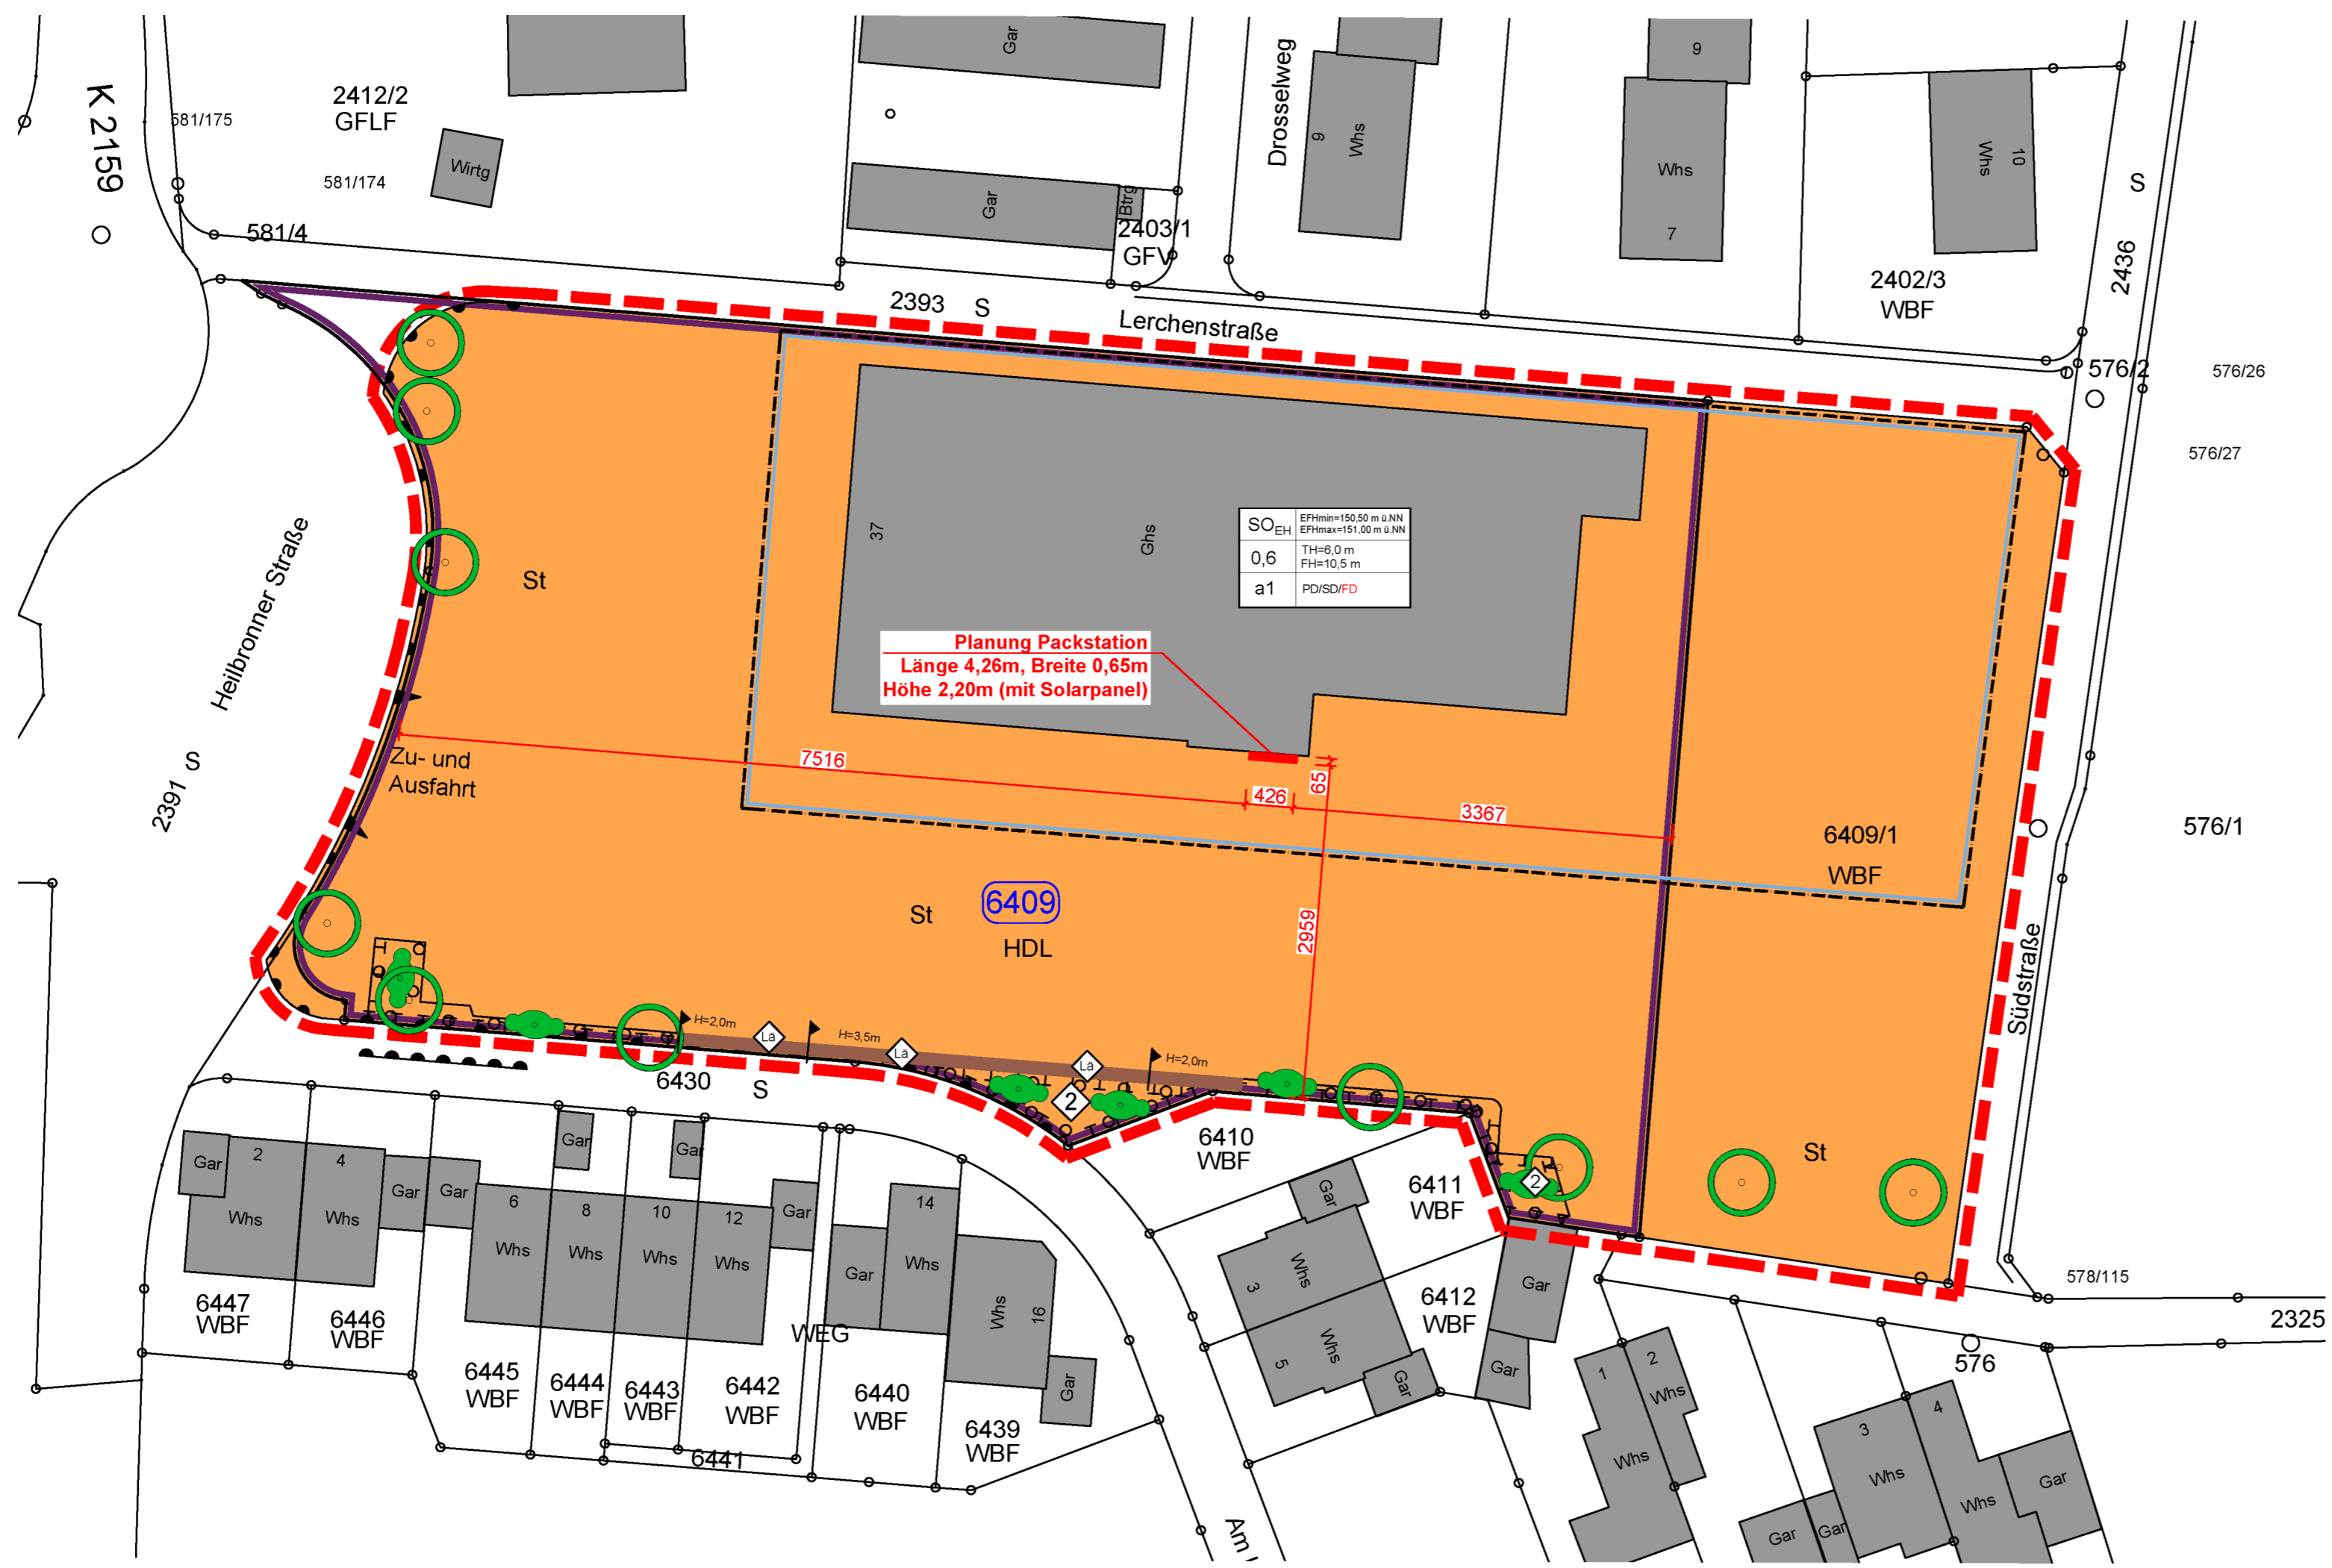 K 2159
581/175
2412/2
GFLF
581/174
Wirtg
581/4
Gar
Gar
Btrg
2403/1
GFV
Drosselweg
9
Whs
9
Whs
7
Whs
10
2402/3
WBF
S
2436
2393 S
Lerchenstraße
576/2
576/26
576/27
Heilbronner Straße
2391 S
St
37
Ghs
SO EH
EFHmin=150,50 m ü.NN
EFHmax=151,00 m ü.NN
0,6
TH=6,0 m
FH=10,5 m
a1
PD/SD/FD
Planung Packstation
Länge 4,26m, Breite 0,65m
Höhe 2,20m (mit Solarpanel)
Zu- und
Ausfahrt
7516
426
65
3367
2959
6409/1
WBF
576/1
St
6409
HDL
Südstraße
H=2,0m
La
H=3,5m
La
La
H=2,0m
2
2
St
6430 S
6410
WBF
6411
WBF
6412
WBF
578/115
2325
576
Gar
2
Whs
4
Whs
Gar
Gar
6
Whs
Gar
8
Whs
10
Whs
Gar
12
Whs
Gar
Gar
14
Whs
Whs
16
Gar
Gar
3
Whs
5
Whs
Gar
Gar
Gar
1
Whs
2
Whs
3
Whs
4
Whs
Gar
Gar
Gar
6447
WBF
6446
WBF
6445
WBF
6444
WBF
6443
WBF
6442
WBF
WEG
6440
WBF
6439
WBF
6441
Am